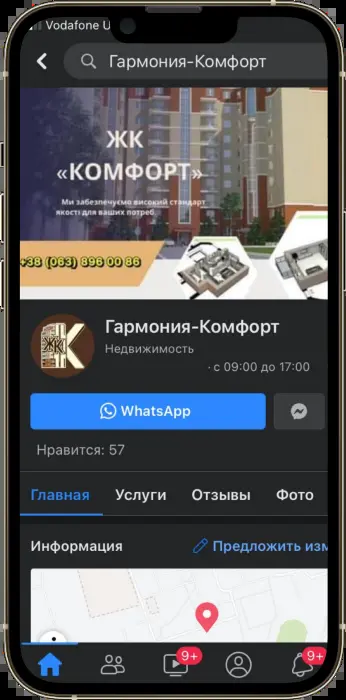 Vodafone U
Гармония-Комфорт
ЖК
«КОМФОРТ»
Ми забезпечуємо високий стандарт
якості для ваших потреб
+38 (063) 896 00 86
ЖК
Гармония-Комфорт
Недвижимость
· с 09:00 до 17:00
WhatsApp
Нравится: 57
Главная
Услуги
Отзывы
Фото
Информация
Предложить изм
9+
9+